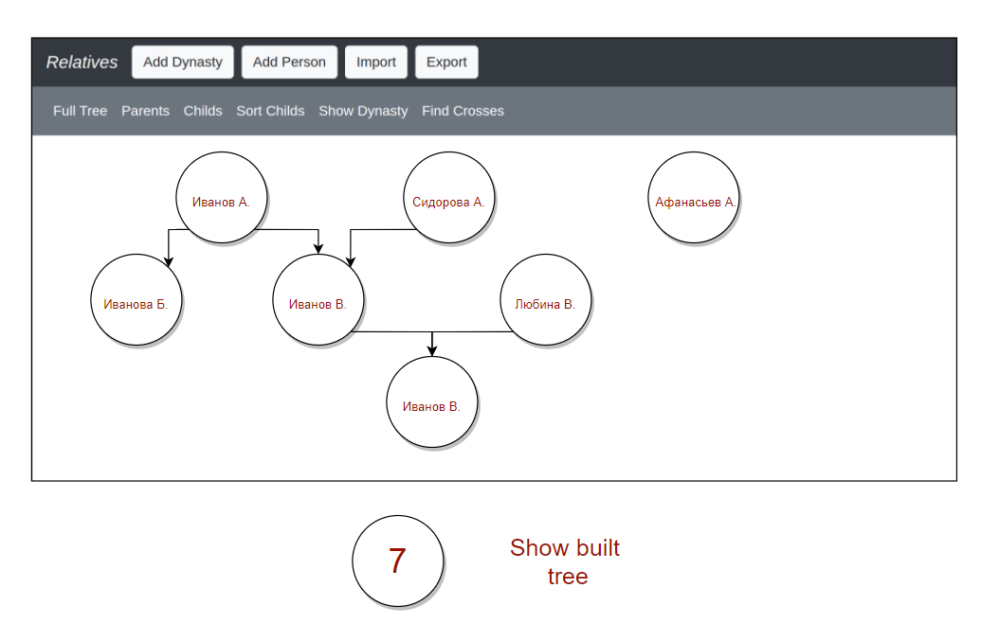 Relatives Add Dynasty Add Person Import Export
Full Tree Parents Childs Sort Childs Show Dynasty Find Crosses
Иванов А. Сидорова А. Афанасьев А.
Иванова Б. Иванов В. Любина В.
Иванов В.
7
Show built
tree